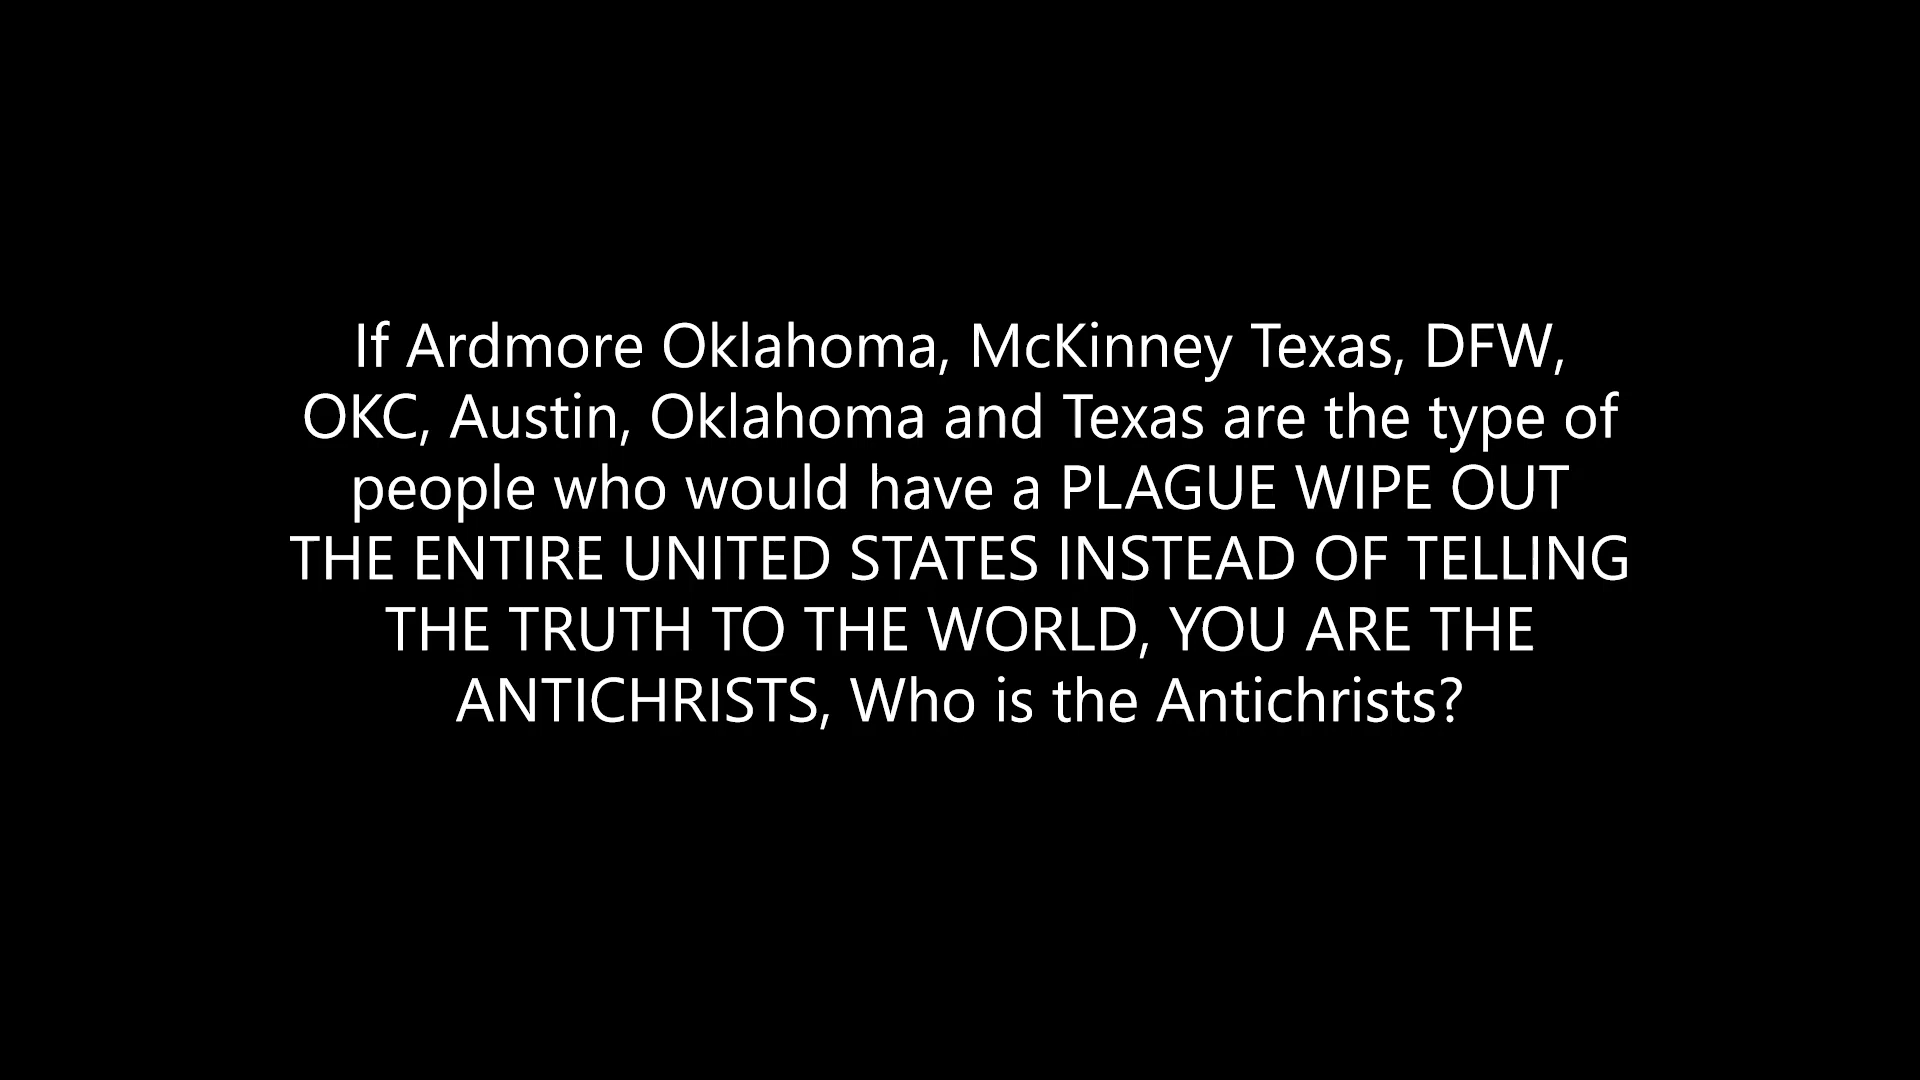 If Ardmore Oklahoma, McKinney Texas, DFW,
OKC, Austin, Oklahoma and Texas are the type of
people who would have a PLAGUE WIPE OUT
THE ENTIRE UNITED STATES INSTEAD OF TELLING
THE TRUTH TO THE WORLD, YOU ARE THE
ANTICHRISTS, Who is the Antichrists?